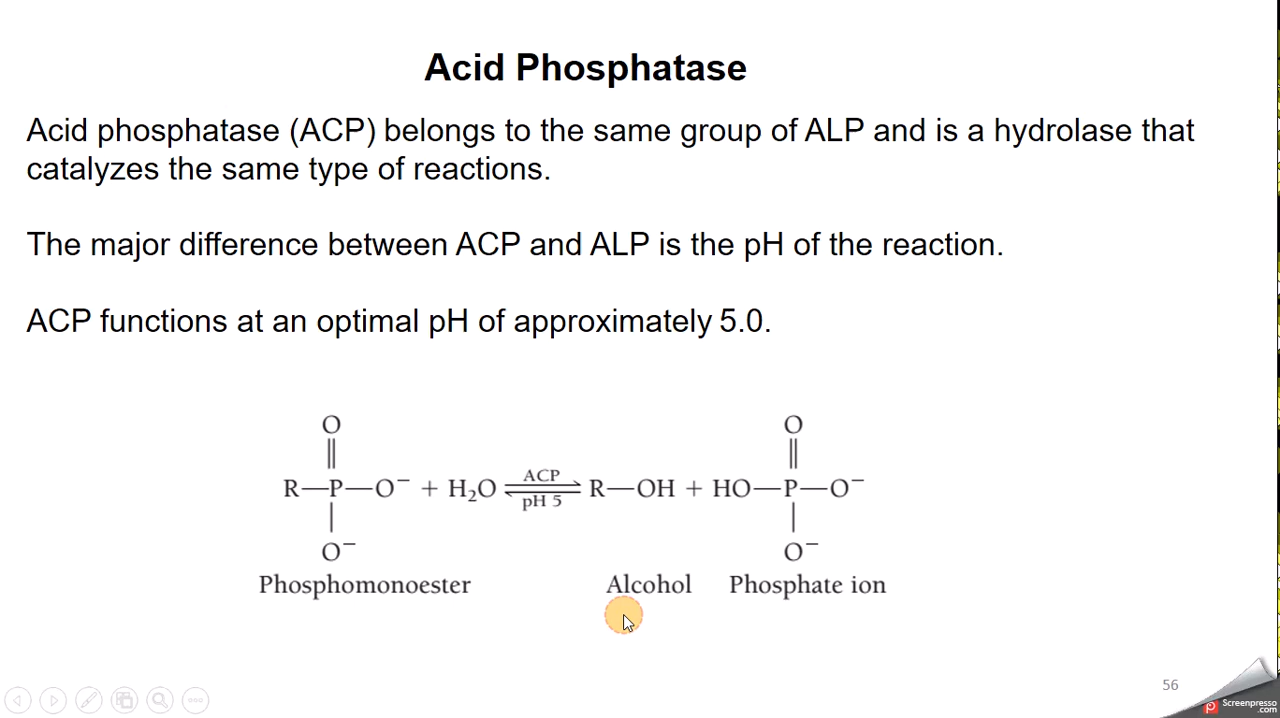 Acid Phosphatase
Acid phosphatase (ACP) belongs to the same group of ALP and is a hydrolase that
catalyzes the same type of reactions.
The major difference between ACP and ALP is the pH of the reaction.
ACP functions at an optimal pH of approximately 5.0.
O O
|| ||
R—P—O⁻ + H₂O ⇌ R—OH + HO—P—O⁻
ACP
pH 5
| |
O⁻ O⁻
Phosphomonoester Alcohol Phosphate ion
56
Screenpresso
.com